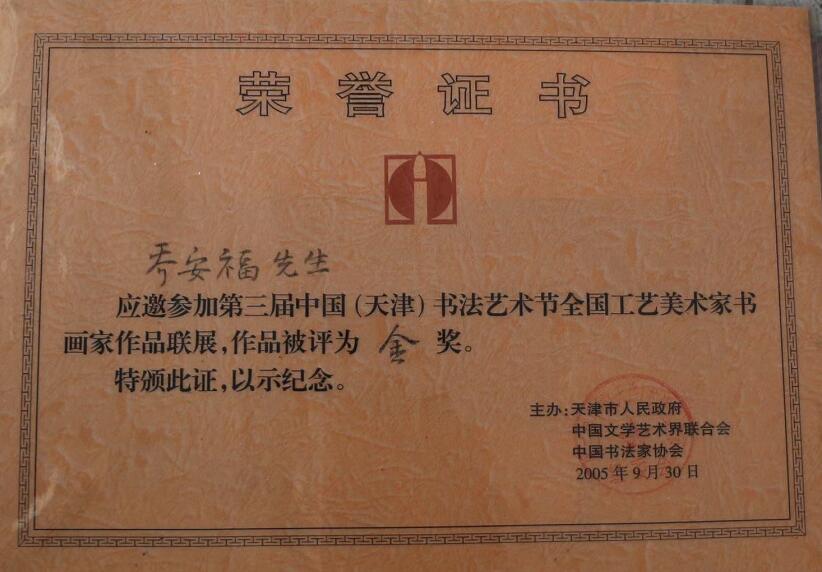 荣誉证书
乔安福先生
应邀参加第三届中国（天津）书法艺术节全国工艺美术家书
画家作品联展，作品被评为 金 奖。
特颁此证，以示纪念。
主办：天津市人民政府
中国文学艺术界联合会
中国书法家协会
2005年9月30日